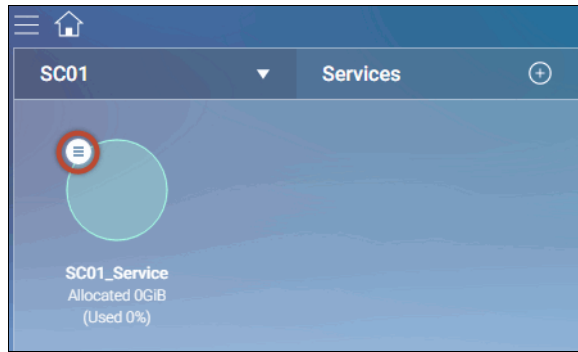 SC01
Services
SC01_Service
Allocated 0GiB
(Used 0%)